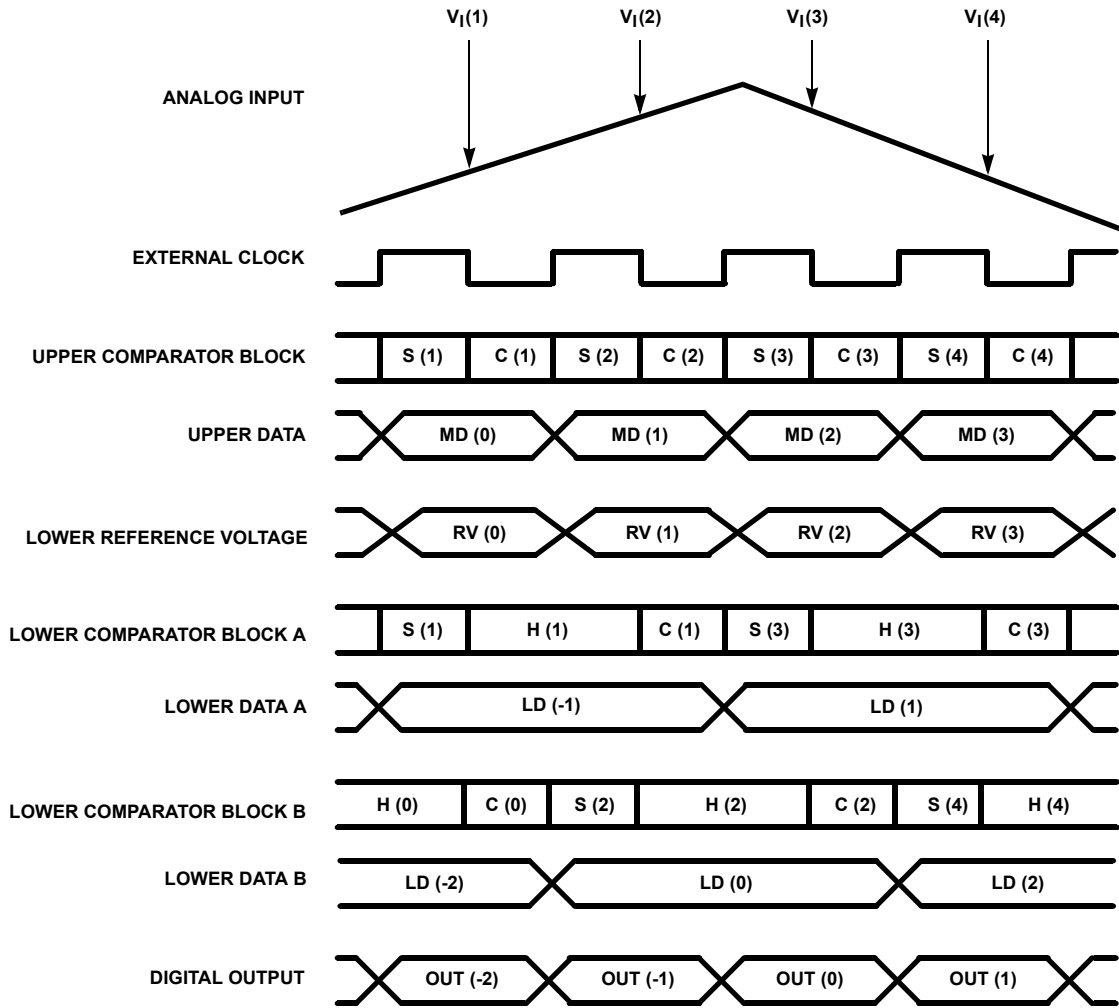 VI(1) VI(2) VI(3) VI(4)
ANALOG INPUT
EXTERNAL CLOCK
UPPER COMPARATOR BLOCK S (1) C (1) S (2) C (2) S (3) C (3) S (4) C (4)
UPPER DATA MD (0) MD (1) MD (2) MD (3)
LOWER REFERENCE VOLTAGE RV (0) RV (1) RV (2) RV (3)
LOWER COMPARATOR BLOCK A S (1) H (1) C (1) S (3) H (3) C (3)
LOWER DATA A LD (-1) LD (1)
LOWER COMPARATOR BLOCK B H (0) C (0) S (2) H (2) C (2) S (4) H (4)
LOWER DATA B LD (-2) LD (0) LD (2)
DIGITAL OUTPUT OUT (-2) OUT (-1) OUT (0) OUT (1)